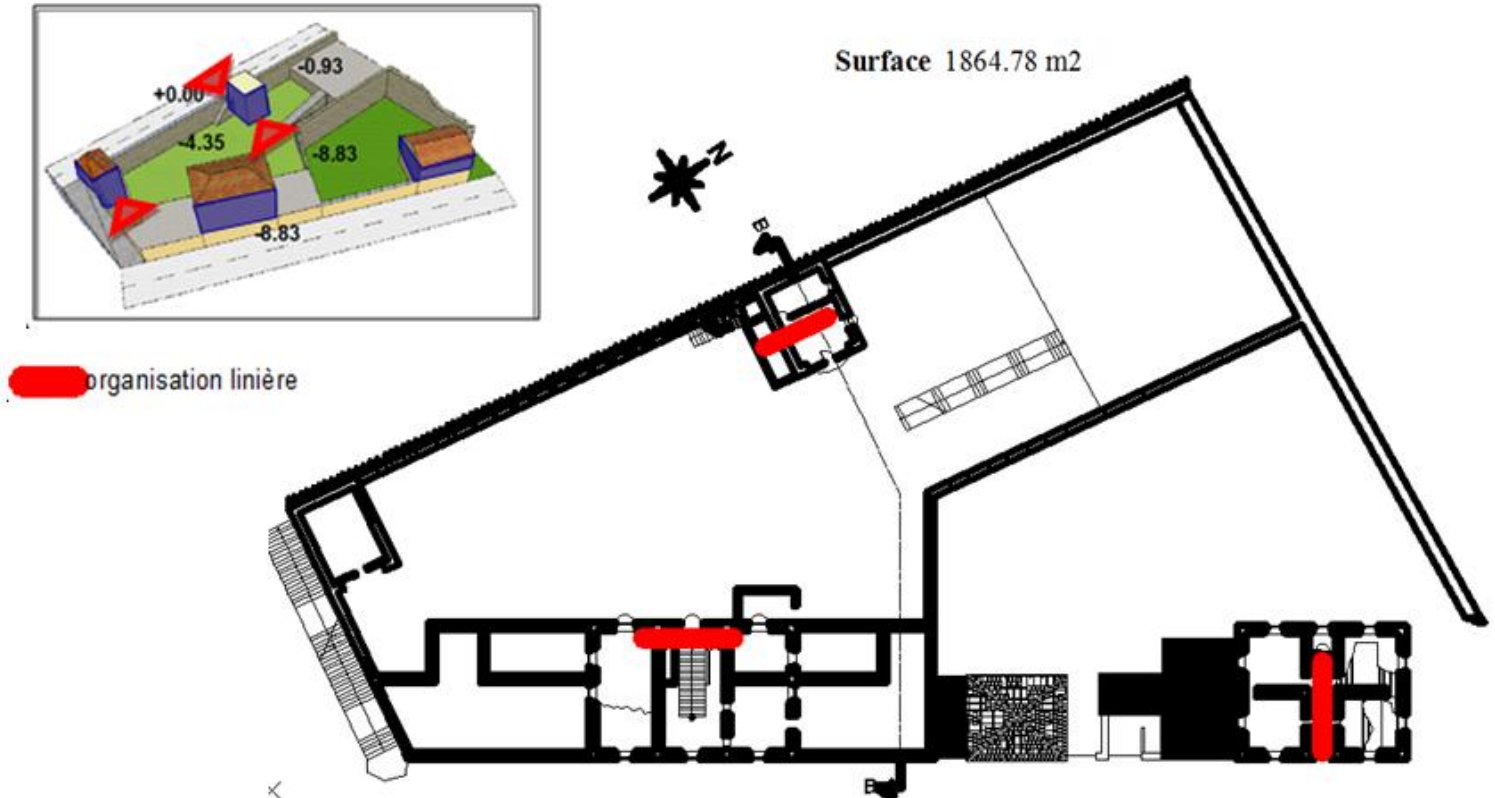 -0.93
+0.00
-4.35
-8.83
-8.83
Surface 1864.78 m2
N
B
organisation linière
B